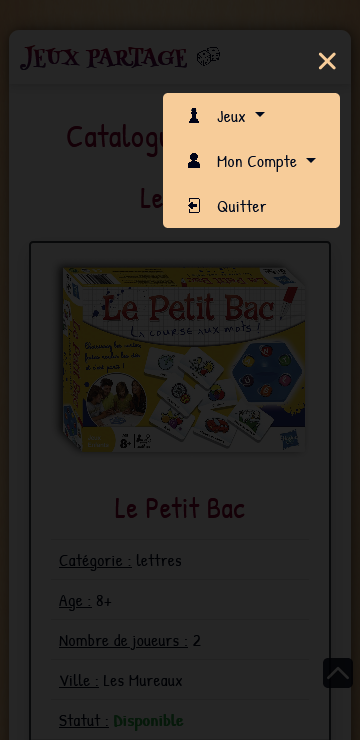 Jeux partage
Jeux
Catalogu
Mon Compte
Le
Quitter
Le Petit Bac
La course aux mots !
8+
Le Petit Bac
Catégorie : lettres
Age : 8+
Nombre de joueurs : 2
Ville : Les Mureaux
Statut : Disponible